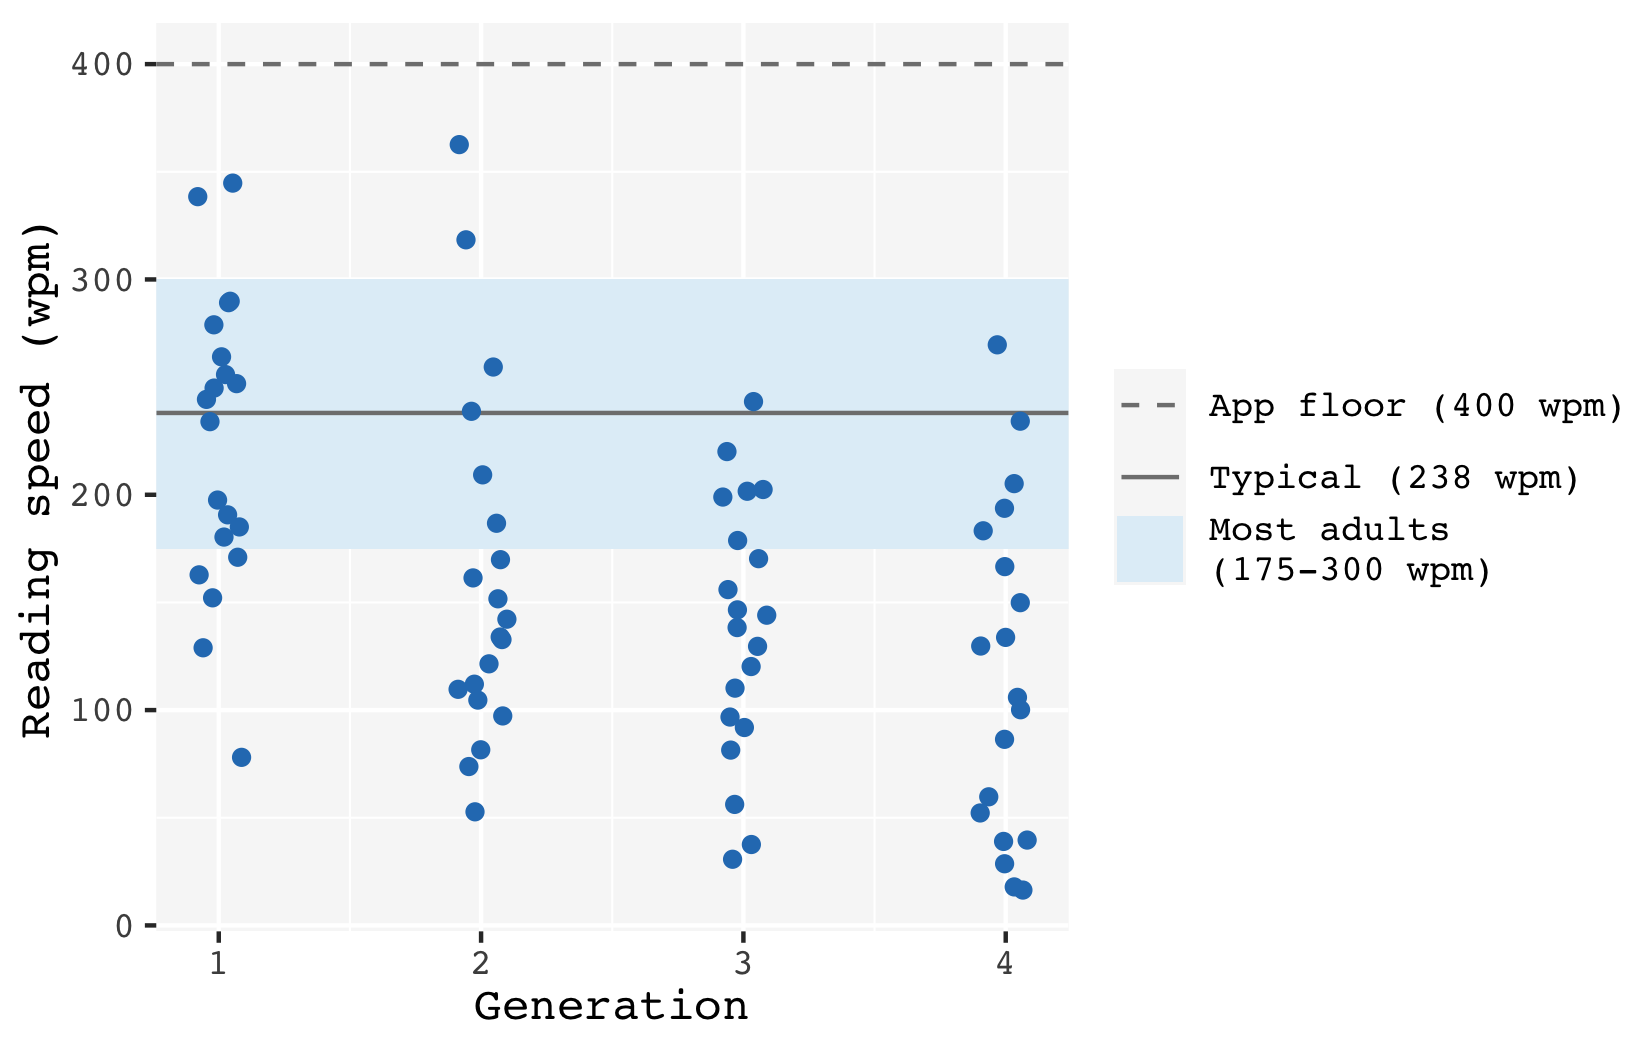 400
300
200
100
0
Reading speed (wpm)
1 2 3 4
Generation
App floor (400 wpm)
Typical (238 wpm)
Most adults
(175–300 wpm)